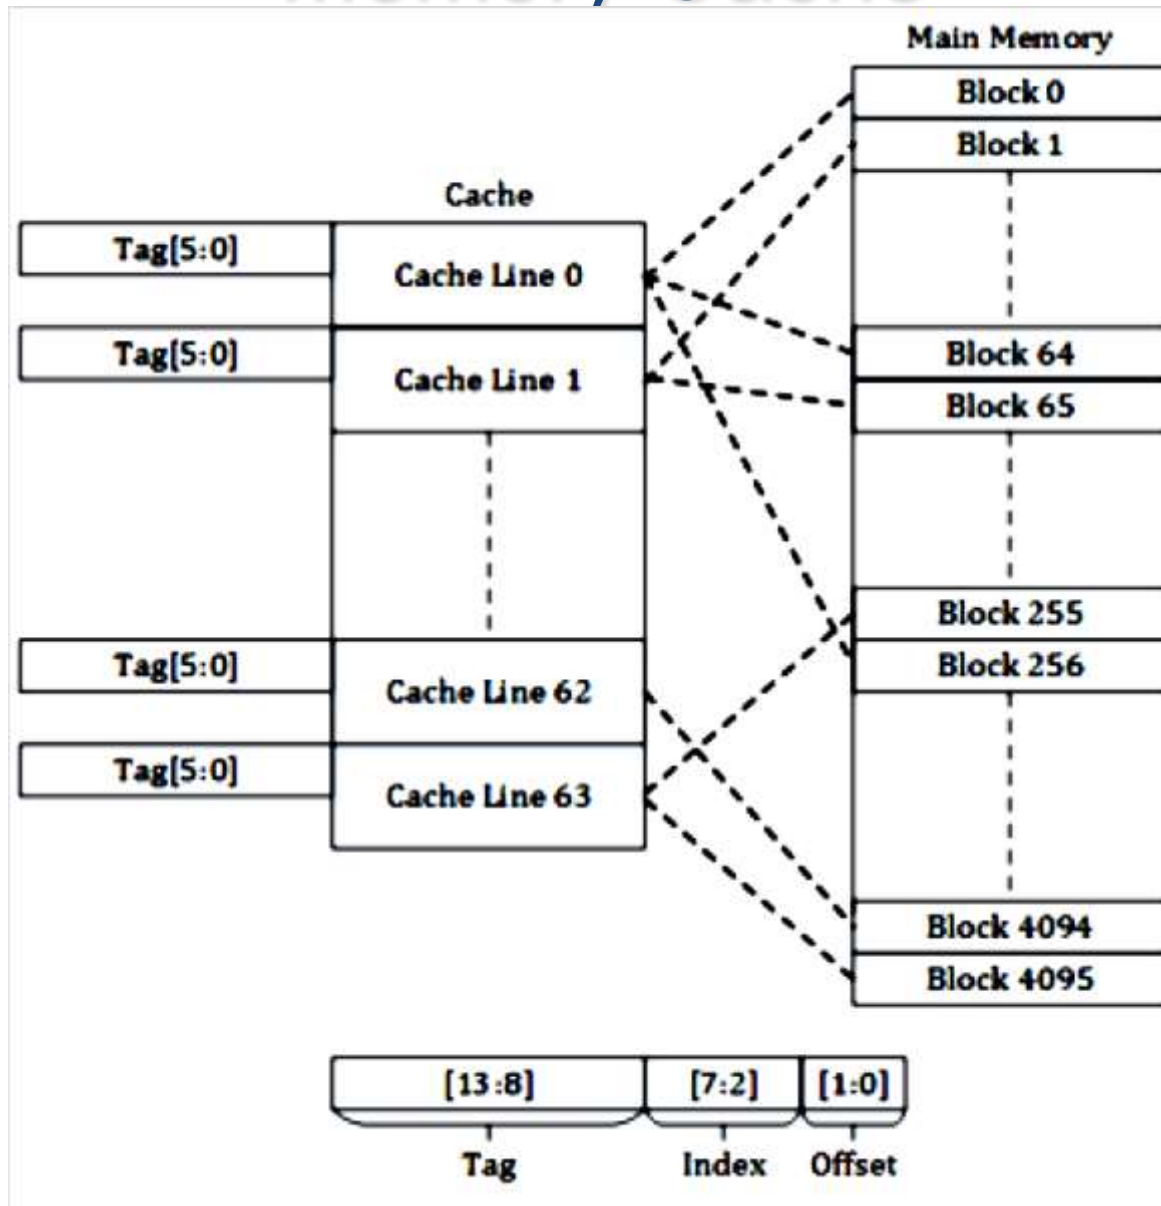 Main Memory
Block 0
Block 1
Cache
Tag[5:0]
Cache Line 0
Tag[5:0]
Cache Line 1
Block 64
Block 65
Block 255
Tag[5:0]
Cache Line 62
Block 256
Tag[5:0]
Cache Line 63
Block 4094
Block 4095
[13:8] [7:2] [1:0]
Tag Index Offset